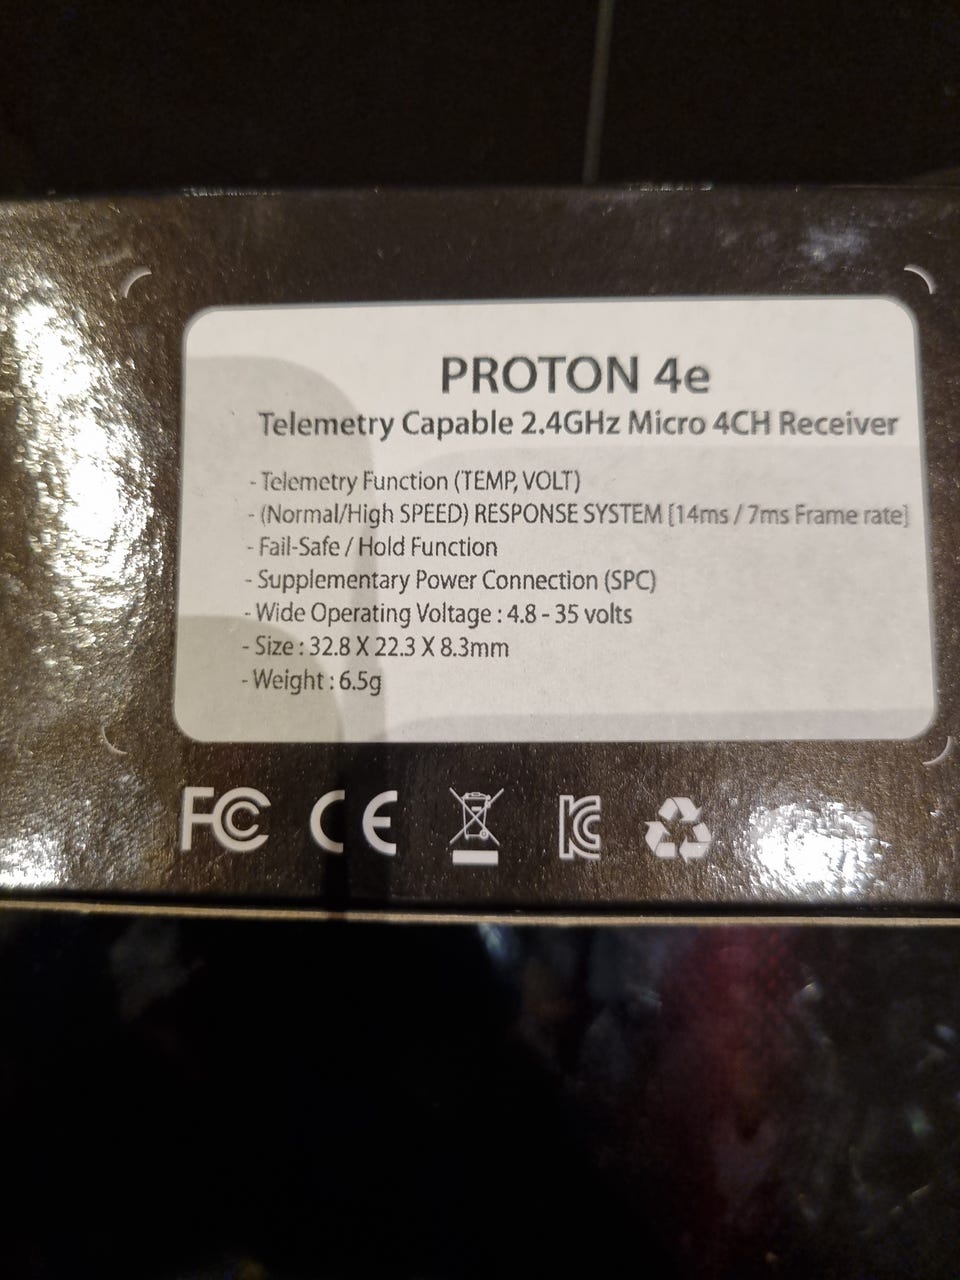 PROTON 4e
Telemetry Capable 2.4GHz Micro 4CH Receiver
- Telemetry Function (TEMP, VOLT)
- (Normal/High SPEED) RESPONSE SYSTEM [14ms / 7ms Frame rate]
- Fail-Safe / Hold Function
- Supplementary Power Connection (SPC)
- Wide Operating Voltage : 4.8 - 35 volts
- Size : 32.8 X 22.3 X 8.3mm
- Weight : 6.5g
FC CE KC